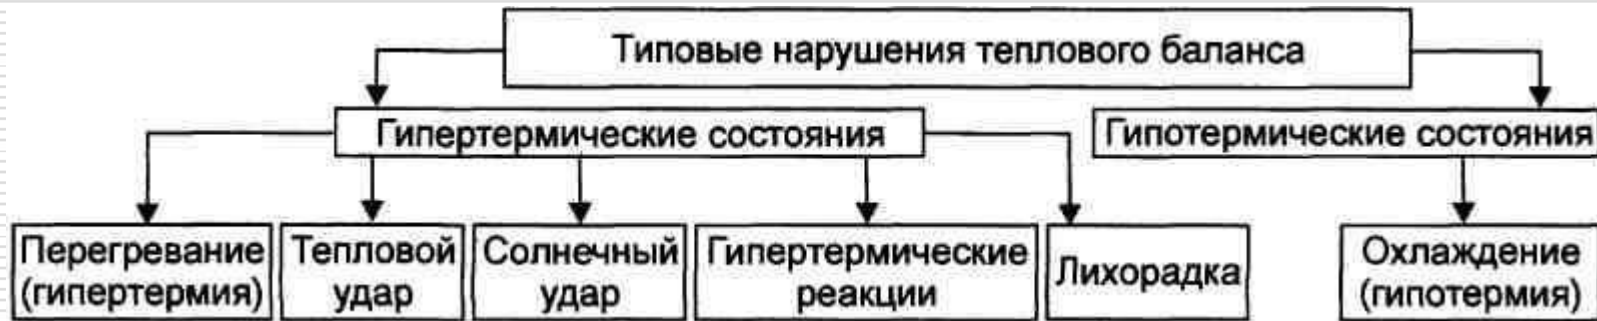 Типовые нарушения теплового баланса
Гипертермические состояния
Гипотермические состояния
Перегревание
(гипертермия)
Тепловой
удар
Солнечный
удар
Гипертермические
реакции
Лихорадка
Охлаждение
(гипотермия)